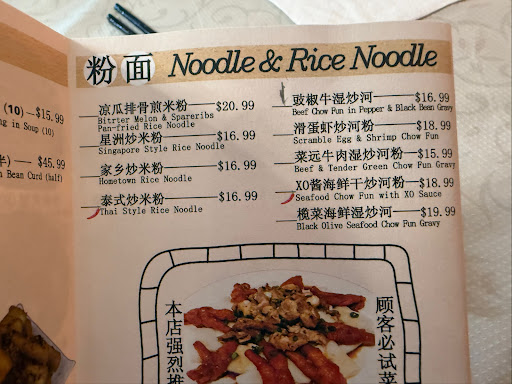 粉面 Noodle & Rice Noodle
(10)—$15.99
ng in Soup (10)
半)— $45.99
n Bean Curd (half)
凉瓜排骨煎米粉—$20.99
Bitrter Melon & Spareribs
Pan-fried Rice Noodle
星洲炒米粉—$16.99
Singapore Style Rice Noodle
家乡炒米粉—$16.99
Hometown Rice Noodle
泰式炒米粉—$16.99
Thai Style Rice Noodle
豉椒牛湿炒河—$16.99
Beef Chow Fun in Pepper & Black Bean Gravy
滑蛋虾炒河粉—$18.99
Scramble Egg & Shrimp Chow Fun
菜远牛肉湿炒河粉—$15.99
Beef & Tender Green Chow Fun Gravy
XO酱海鲜干炒河粉—$18.99
Seafood Chow Fun with XO Sauce
榄菜海鲜湿炒河—$19.99
Black Olive Seafood Chow Fun Gravy
本店强烈推
顾客必试菜